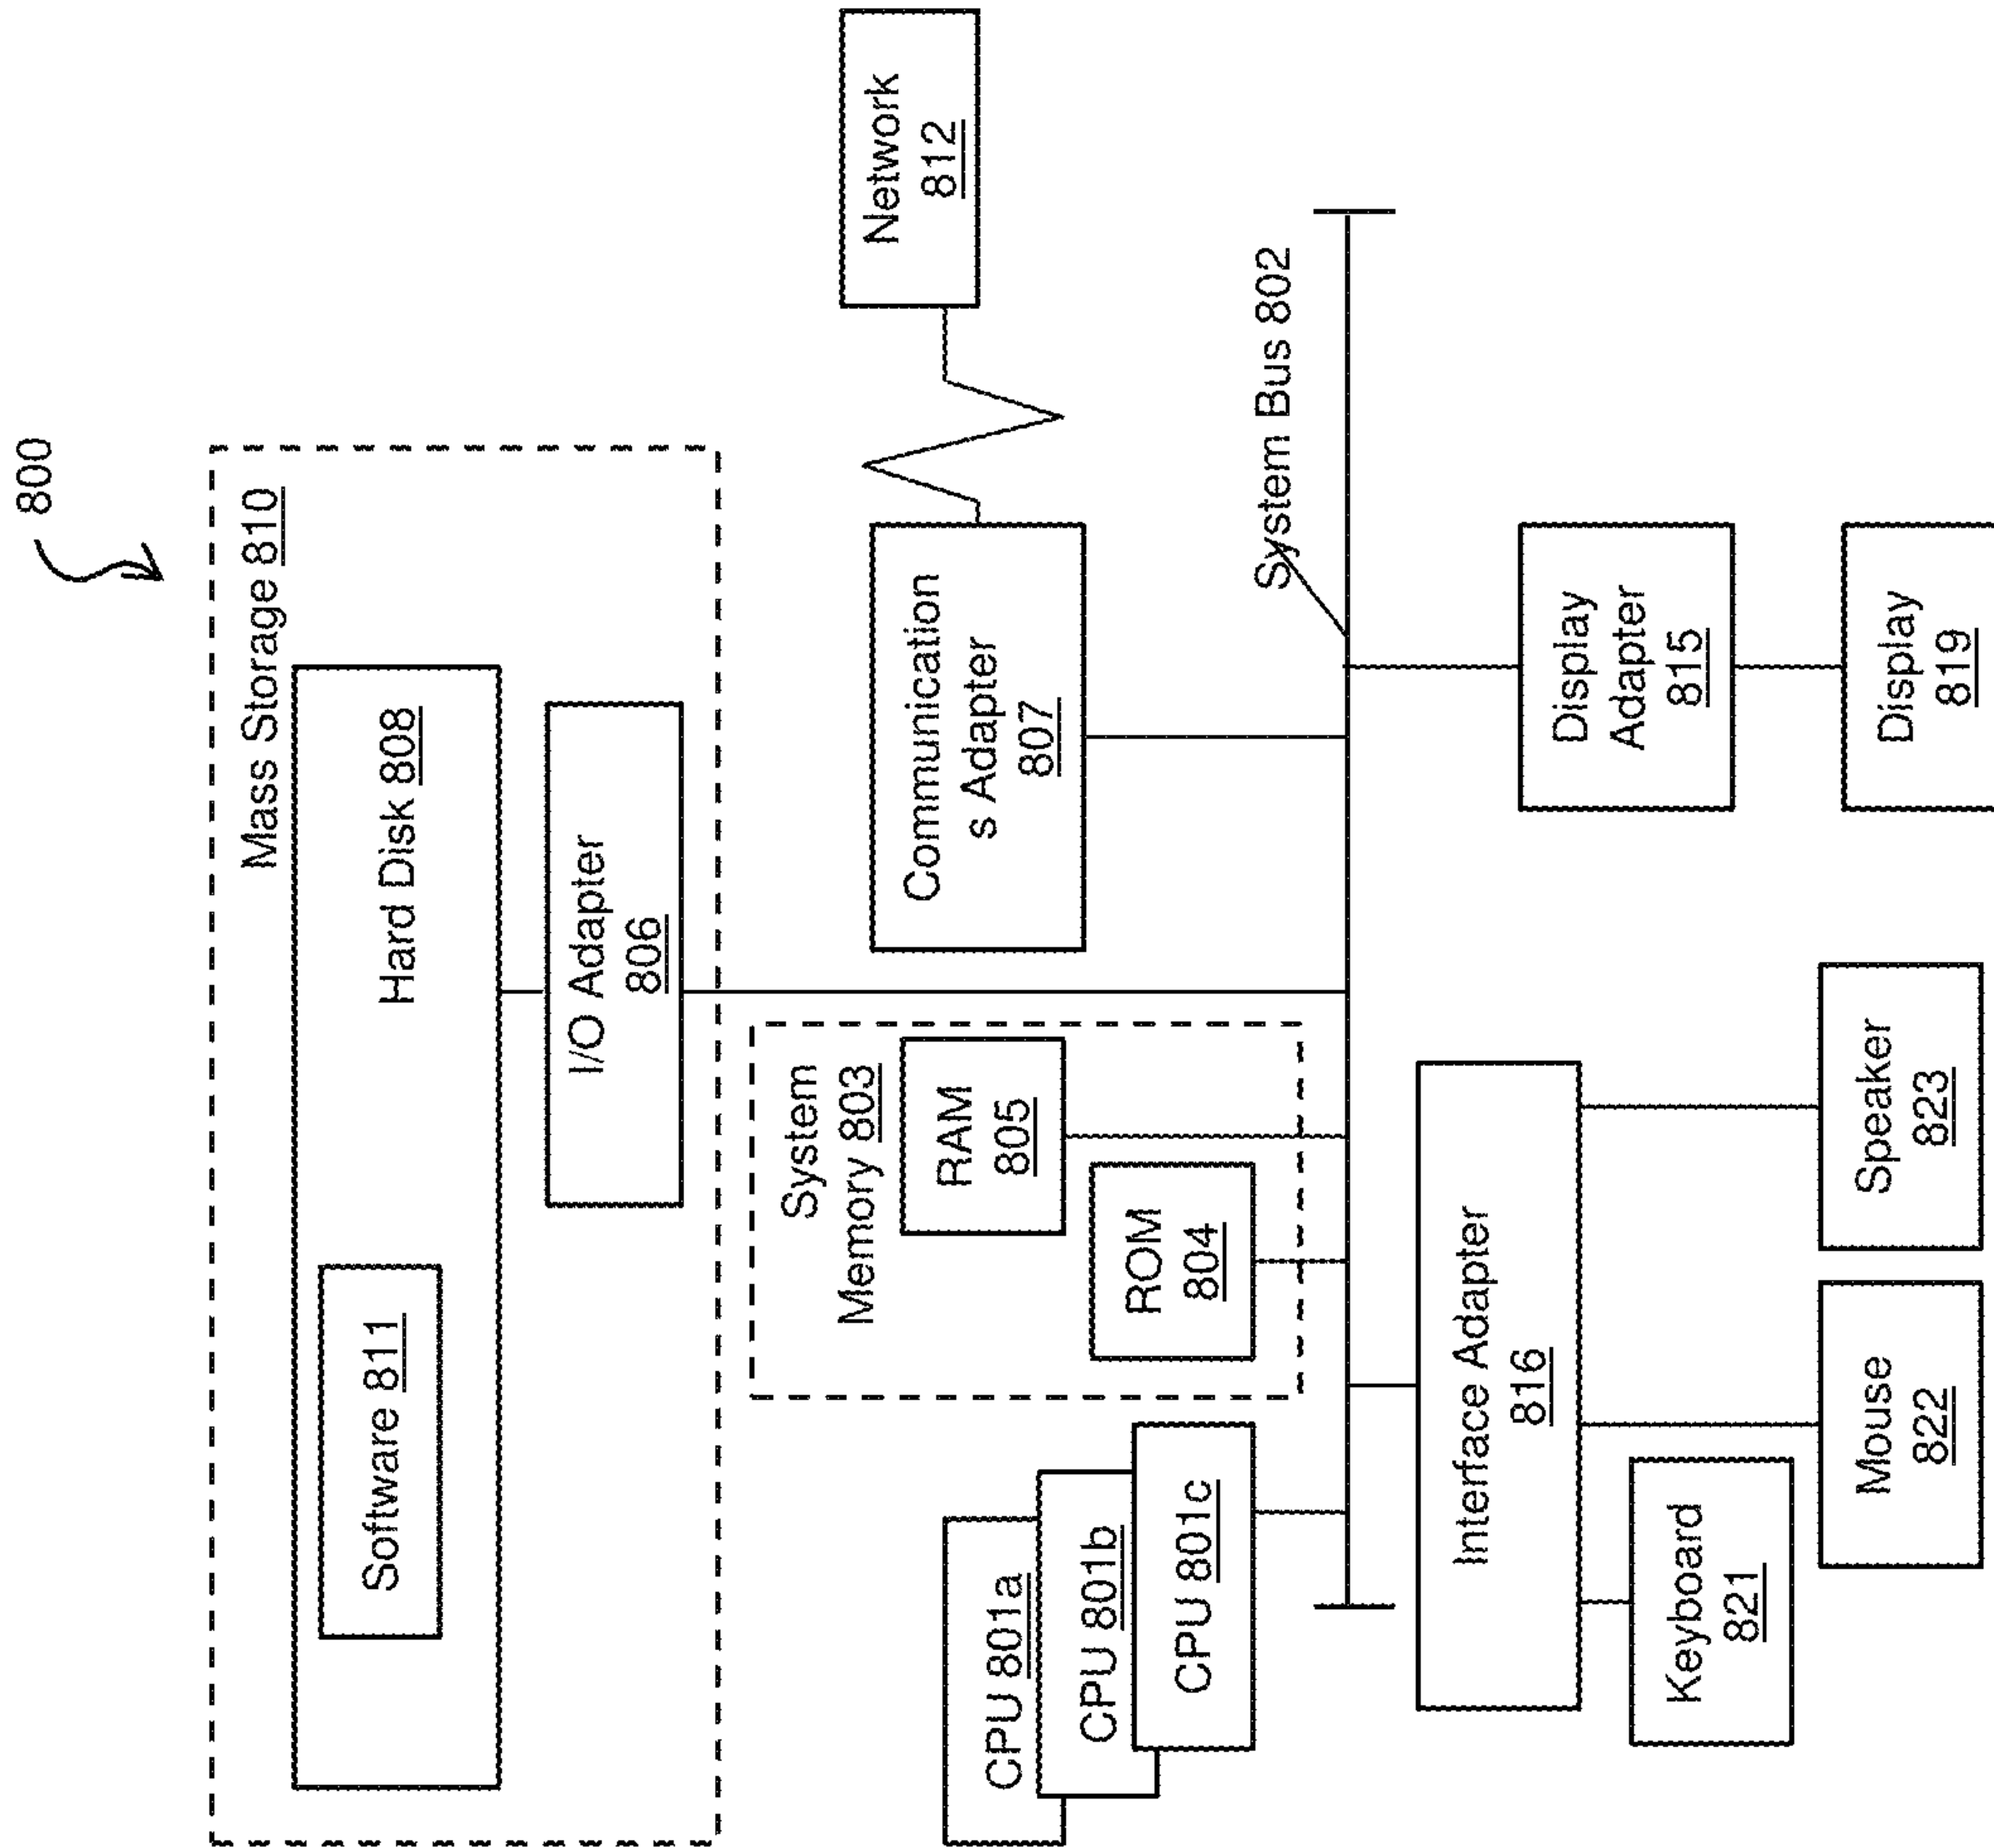 800
Mass Storage 810
Hard Disk 808
Software 811
I/O Adapter
806
Network
812
Communication
s Adapter
807
System
Memory 803
RAM
805
ROM
804
CPU 801a
CPU 801b
CPU 801c
System Bus 802
Interface Adapter
816
Display
Adapter
815
Keyboard
821
Mouse
822
Speaker
823
Display
819